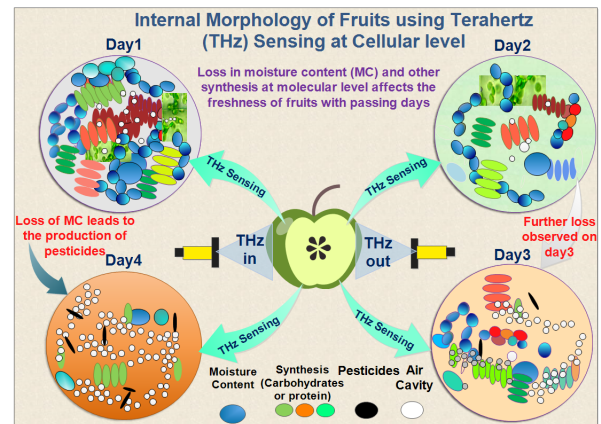 Internal Morphology of Fruits using Terahertz
(THz) Sensing at Cellular level
Day1
Day2
Loss in moisture content (MC) and other
synthesis at molecular level affects the
freshness of fruits with passing days
THz Sensing
THz Sensing
Loss of MC leads to
the production of
pesticides
THz
in
THz
out
Further loss
observed on
day3
Day4
Day3
THz Sensing
THz Sensing
Moisture
Content
Synthesis
(Carbohydrates
or protein)
Pesticides
Air
Cavity